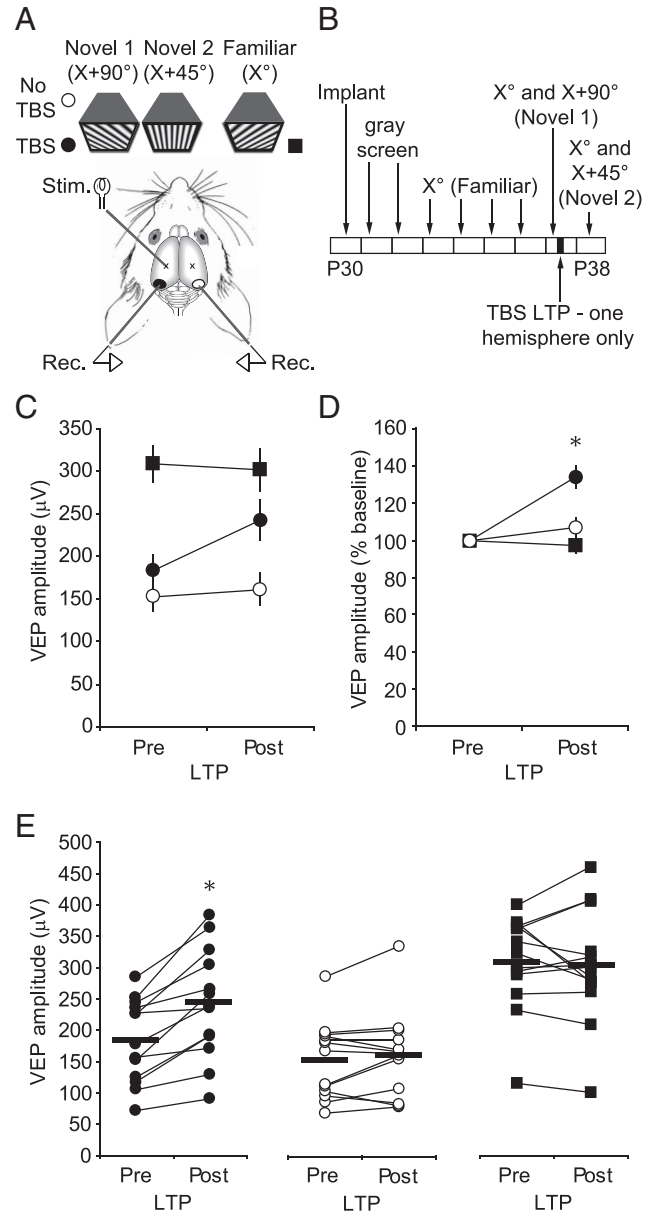 A
Novel 1 Novel 2 Familiar
(X+90°) (X+45°) (X°)
No
TBS
TBS
Stim.
Rec. Rec.
B
Implant
gray
screen
X° (Familiar)
X° and X+90°
(Novel 1)
X° and
X+45°
(Novel 2)
P30 P38
TBS LTP - one
hemisphere only
C
VEP amplitude (μV)
350
300
250
200
150
100
50
0
Pre Post
LTP
D
VEP amplitude (% baseline)
160
140
120
100
80
60
40
20
0
*
Pre Post
LTP
E
VEP amplitude (μV)
500
450
400
350
300
250
200
150
100
50
0
*
Pre Post Pre Post Pre Post
LTP LTP LTP